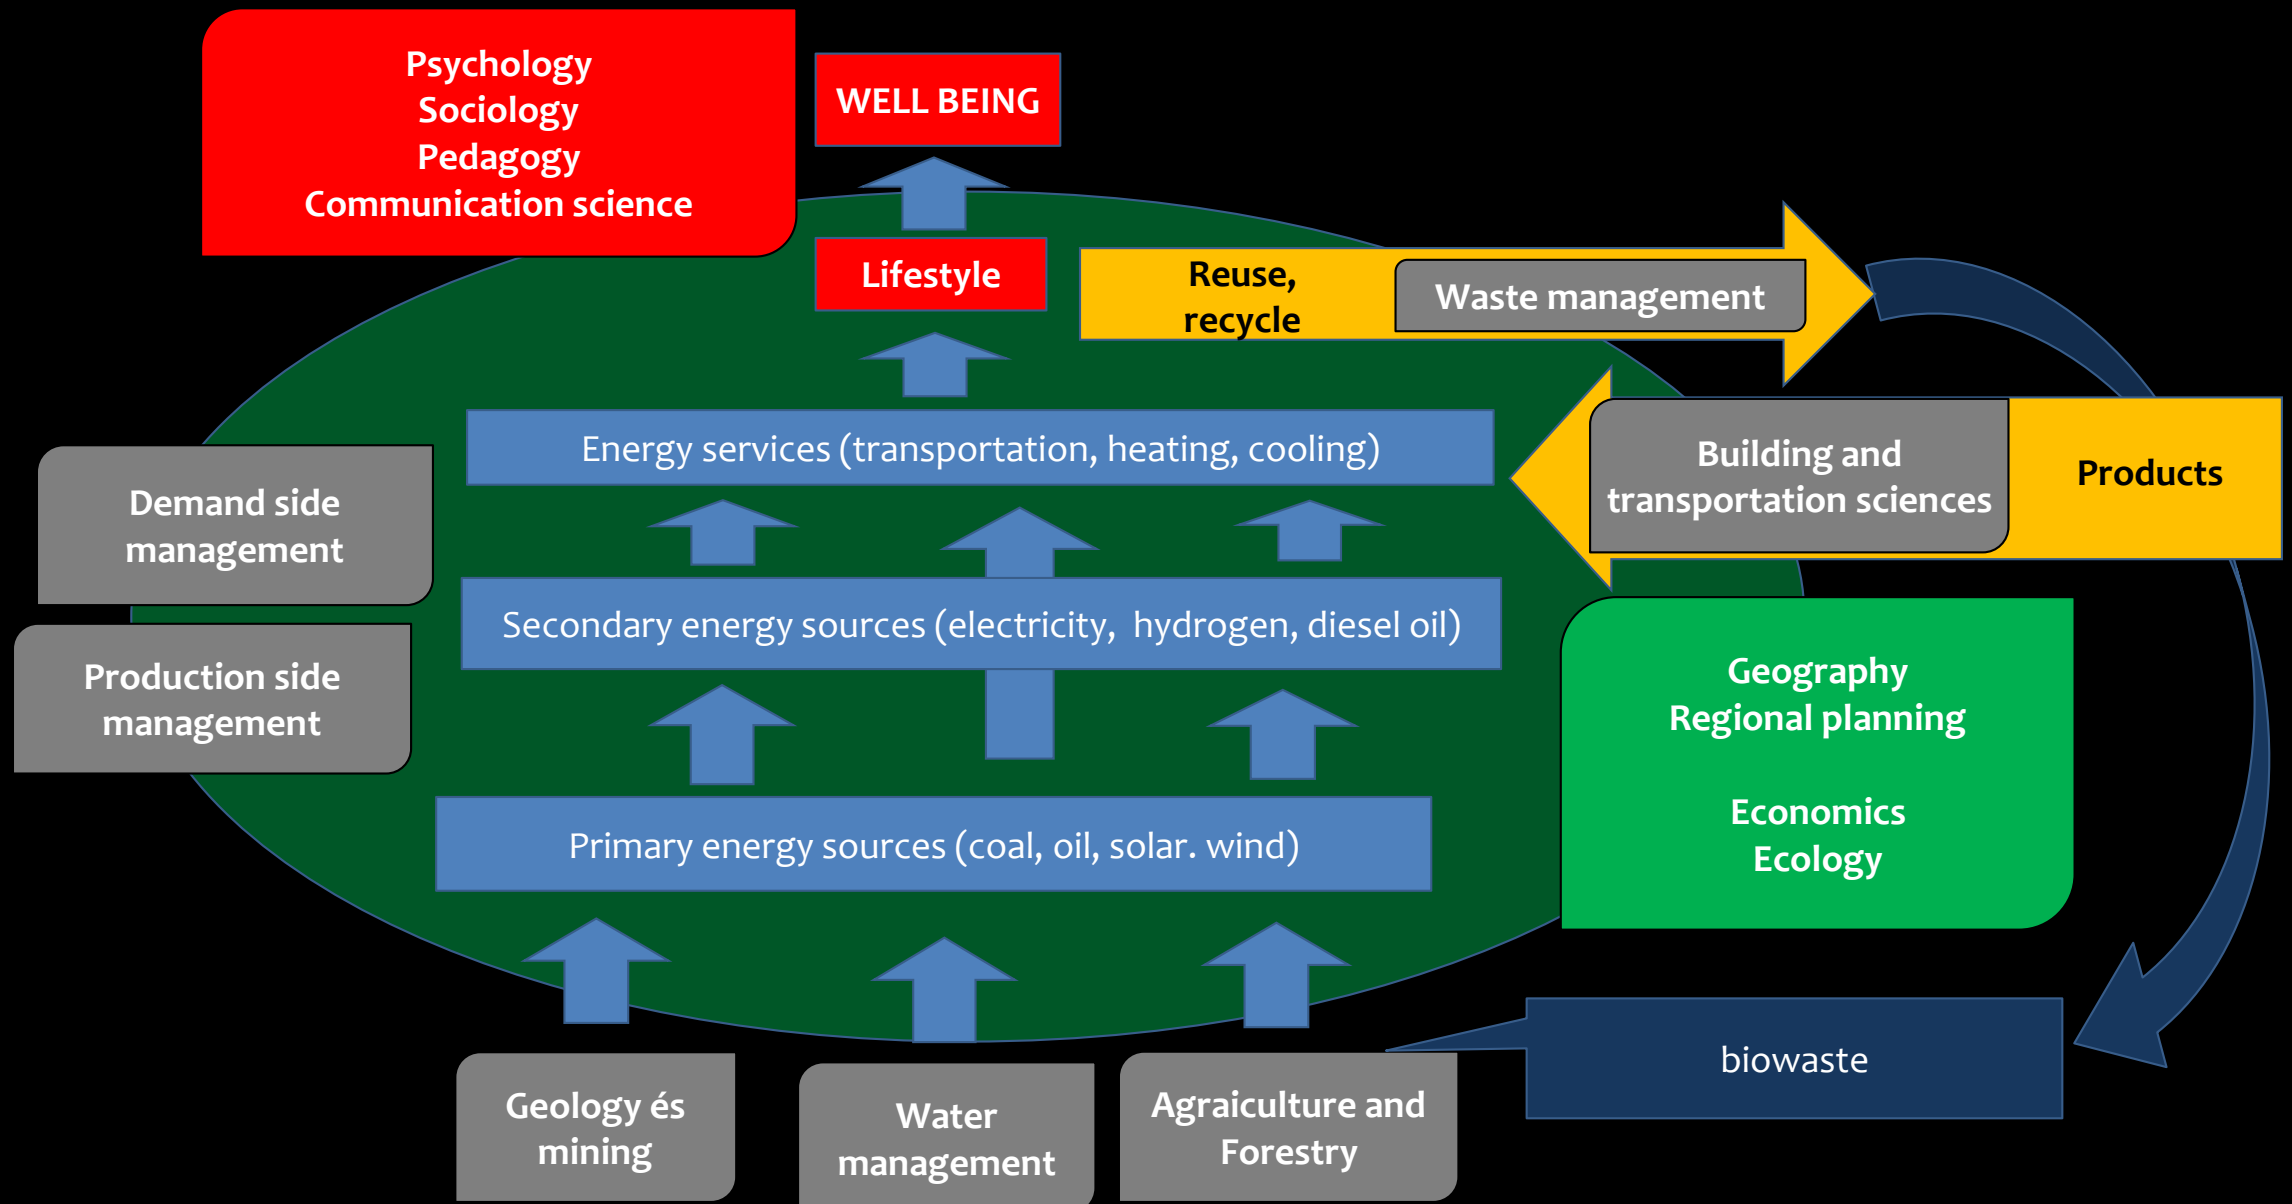 Psychology
Sociology
Pedagogy
Communication science
WELL BEING
Lifestyle
Reuse,
recycle
Waste management
Energy services (transportation, heating, cooling)
Building and
transportation sciences
Products
Demand side
management
Secondary energy sources (electricity,  hydrogen, diesel oil)
Production side
management
Geography
Regional planning
Economics
Ecology
Primary energy sources (coal, oil, solar. wind)
Geology és
mining
Water
management
Agraiculture and
Forestry
biowaste